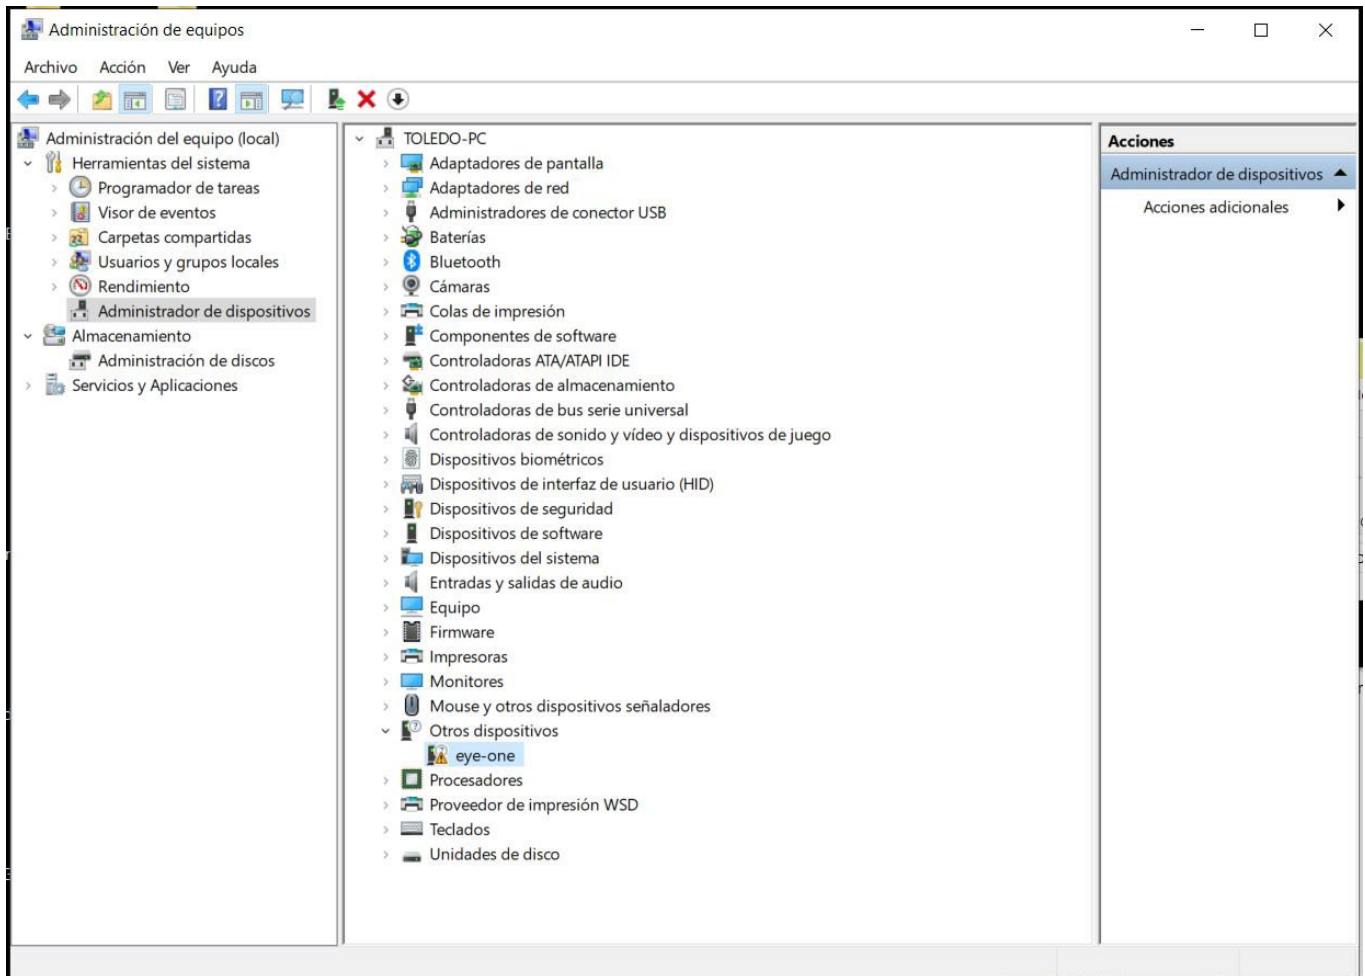 Administración de equipos
Archivo Acción Ver Ayuda
Administración del equipo (local)
Herramientas del sistema
Programador de tareas
Visor de eventos
Carpetas compartidas
Usuarios y grupos locales
Rendimiento
Administrador de dispositivos
Almacenamiento
Administración de discos
Servicios y Aplicaciones
TOLEDO-PC
Adaptadores de pantalla
Adaptadores de red
Administradores de conector USB
Baterías
Bluetooth
Cámaras
Colas de impresión
Componentes de software
Controladoras ATA/ATAPI IDE
Controladoras de almacenamiento
Controladoras de bus serie universal
Controladoras de sonido y vídeo y dispositivos de juego
Dispositivos biométricos
Dispositivos de interfaz de usuario (HID)
Dispositivos de seguridad
Dispositivos de software
Dispositivos del sistema
Entradas y salidas de audio
Equipo
Firmware
Impresoras
Monitores
Mouse y otros dispositivos señaladores
Otros dispositivos
eye-one
Procesadores
Proveedor de impresión WSD
Teclados
Unidades de disco
Acciones
Administrador de dispositivos
Acciones adicionales